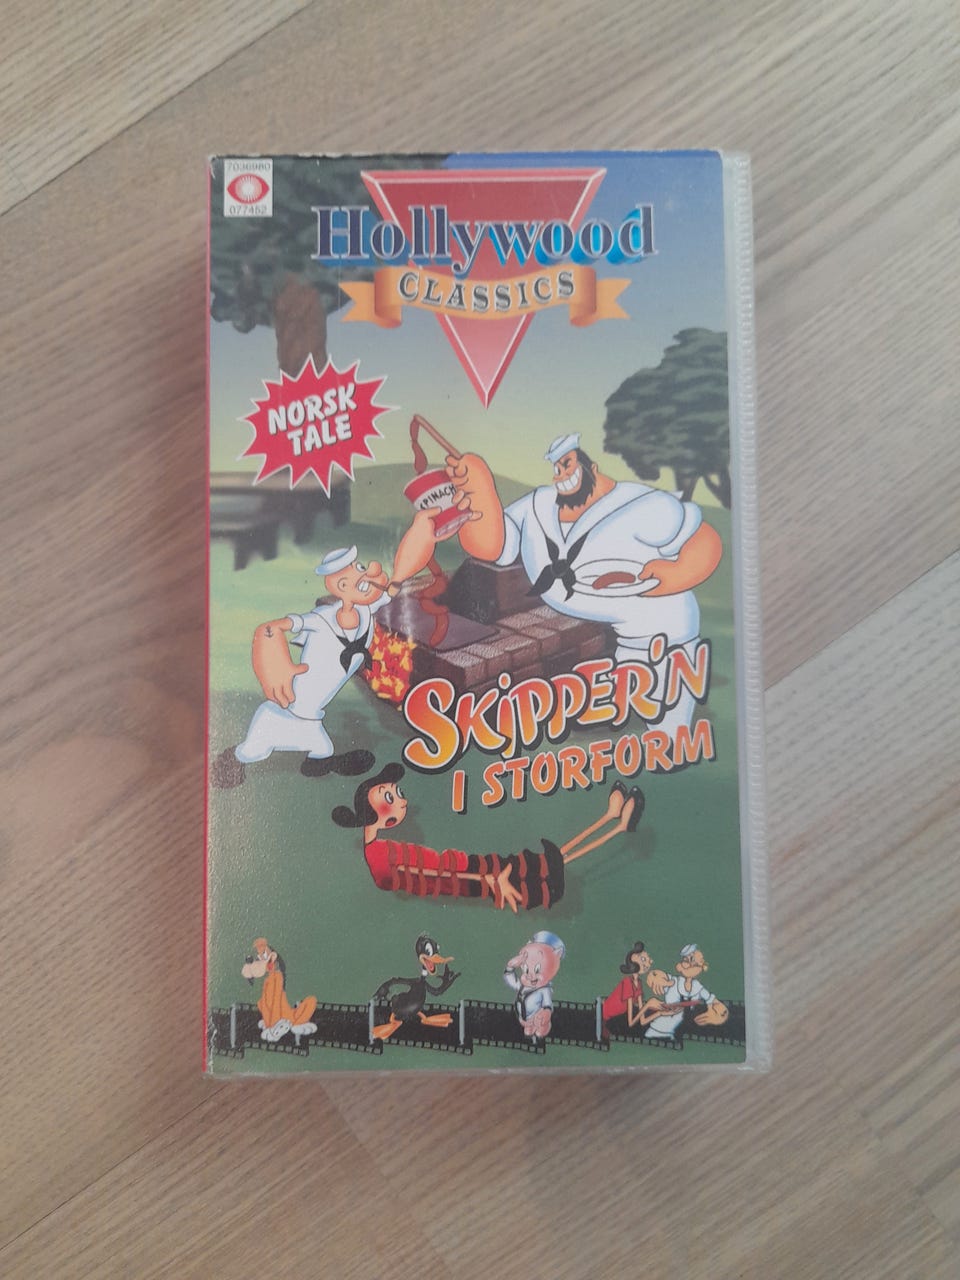 7036980
077452
Hollywood
CLASSICS
NORSK
TALE
SPINACH
SKIPPER'N
I STORFORM